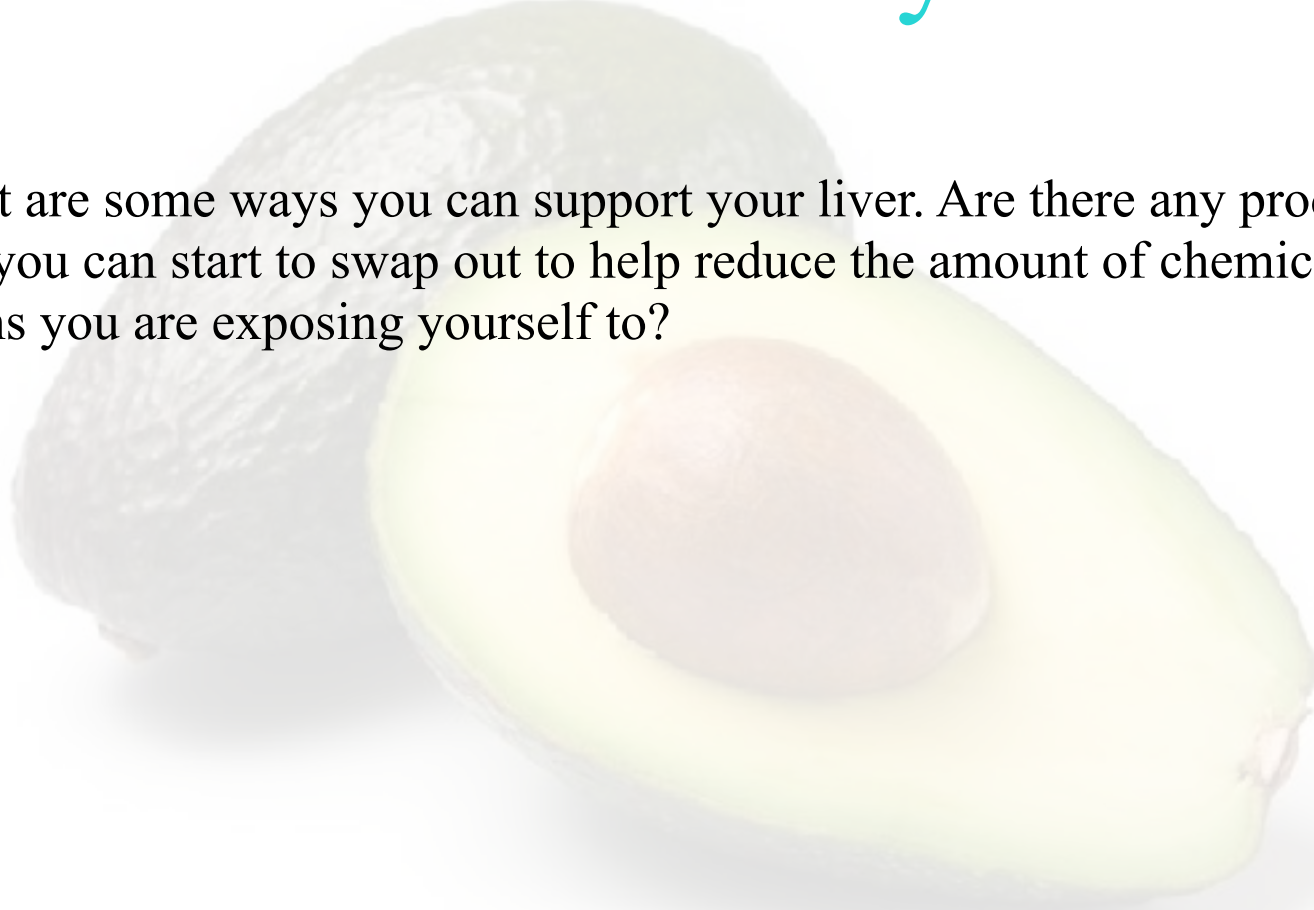 t are some ways you can support your liver. Are there any pro
you can start to swap out to help reduce the amount of chemic
s you are exposing yourself to?